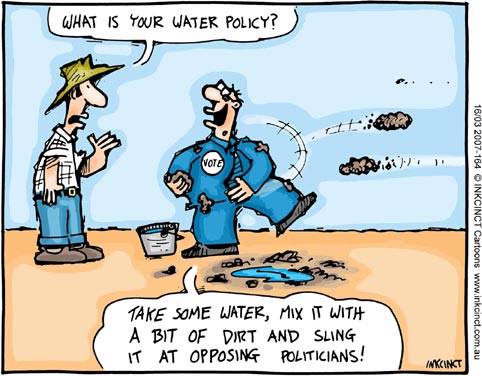 WHAT IS YOUR WATER POLICY?
VOTE
TAKE SOME WATER, MIX IT WITH
A BIT OF DIRT AND SLING
IT AT OPPOSING POLITICIANS!
INKCINCT
16/03 2007-164 © INKCINCT Cartoons www.inkcinct.com.au